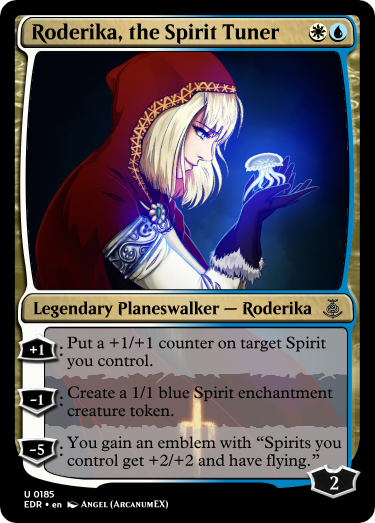 Roderika, the Spirit Tuner
Legendary Planeswalker — Roderika
+1: Put a +1/+1 counter on target Spirit
you control.
-1: Create a 1/1 blue Spirit enchantment
creature token.
-5: You gain an emblem with “Spirits you
control get +2/+2 and have flying.”
2
U 0185
EDR • en Angel (ArcanumEX)